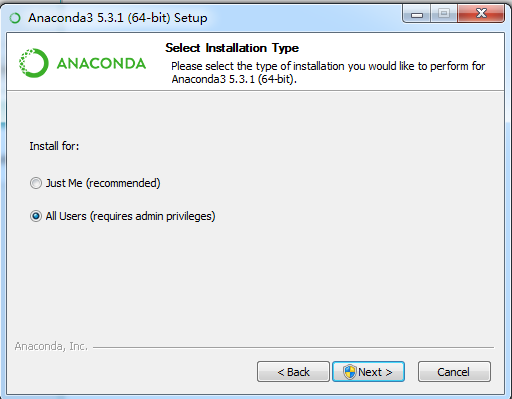 Anaconda3 5.3.1 (64-bit) Setup
ANACONDA
Select Installation Type
Please select the type of installation you would like to perform for
Anaconda3 5.3.1 (64-bit).
Install for:
Just Me (recommended)
All Users (requires admin privileges)
Anaconda, Inc.
< Back
Next >
Cancel